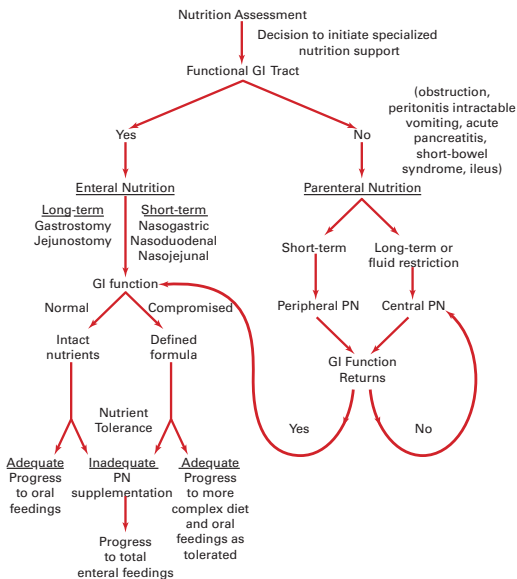 Nutrition Assessment
Decision to initiate specialized
nutrition support
Functional GI Tract
(obstruction,
peritonitis intractable
vomiting, acute
pancreatitis,
short-bowel
syndrome, ileus)
Yes
No
Enteral Nutrition
Parenteral Nutrition
Long-term
Gastrostomy
Jejunostomy
Short-term
Nasogastric
Nasoduodenal
Nasojejunal
Short-term
Long-term or
fluid restriction
GI function
Peripheral PN
Central PN
Normal
Compromised
Intact
nutrients
Defined
formula
GI Function
Returns
Nutrient
Tolerance
Yes
No
Adequate
Progress
to oral
feedings
Inadequate
PN
supplementation
Adequate
Progress
to more
complex diet
and oral
feedings as
tolerated
Progress
to total
enteral feedings